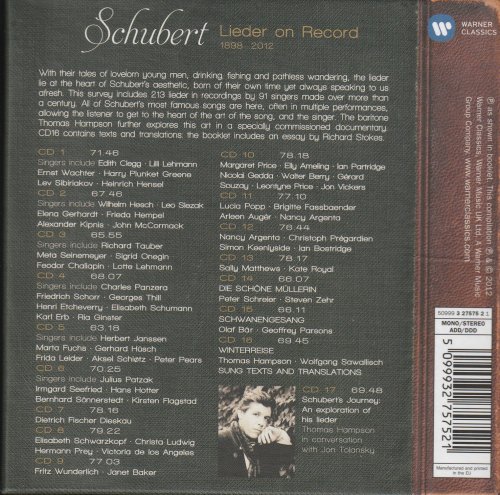 Schubert Lieder on Record
1898-2012
With their tales of lovelorn young men, drinking, fishing and pathless wandering, the lieder
lie at the heart of Schubert's aesthetic, born of their own time yet always speaking to us
afresh. This survey includes 213 lieder in recordings by 91 singers made over more than
a century. All of Schubert's most famous songs are here, often in multiple performances,
allowing the listener to get to the heart of the art of the song, and the singer. The baritone
Thomas Hampson further explores this art in a specially commissioned documentary.
CD16 contains texts and translations: the booklet includes an essay by Richard Stokes.
CD 1 71.46
Singers include Edith Clegg · Lilli Lehmann
Ernst Wachter · Harry Plunket Greene
Lev Sibiriakov · Heinrich Hensel
CD 2 67.46
Singers include Wilhelm Hesch · Leo Slezak
Elena Gerhardt · Frieda Hempel
Alexander Kipnis · John McCormack
CD 3 65.55
Singers include Richard Tauber
Meta Seinemeyer · Sigrid Onegin
Feodor Chaliapin · Lotte Lehmann
CD 4 68.07
Singers include Charles Panzera
Friedrich Schorr · Georges Thill
Henri Etcheverry · Elisabeth Schumann
Karl Erb · Ria Ginster
CD 5 63.18
Singers include Herbert Janssen
Marta Fuchs · Gerhard Hüsch
Frida Leider · Aksel Schiøtz · Peter Pears
CD 6 70.25
Singers include Julius Patzak
Irmgard Seefried · Hans Hotter
Bernhard Sönnerstedt · Kirsten Flagstad
CD 7 78.16
Dietrich Fischer Dieskau
CD 8 79.22
Elisabeth Schwarzkopf · Christa Ludwig
Hermann Prey · Victoria de los Angeles
CD 9 77.03
Fritz Wunderlich · Janet Baker
CD 10 78.18
Margaret Price · Elly Ameling · Ian Partridge
Nicolai Gedda · Walter Berry · Gérard
Souzay · Leontyne Price · Jon Vickers
CD 11 77.10
Lucia Popp · Brigitte Fassbaender
Arleen Augér · Nancy Argenta
CD 12 78.44
Nancy Argenta · Christoph Prégardien
Simon Keenlyside · Ian Bostridge
CD 13 78.17
Sally Matthews · Kate Royal
CD 14 66.07
DIE SCHÖNE MÜLLERIN
Peter Schreier · Steven Zehr
CD 15 66.11
SCHWANENGESANG
Olaf Bär · Geoffrey Parsons
CD 16 69.45
WINTERREISE
Thomas Hampson · Wolfgang Sawallisch
SUNG TEXTS AND TRANSLATIONS
CD 17 69.48
Schubert's Journey:
An exploration of
his lieder
Thomas Hampson
in conversation
with Jon Tolansky
WARNER
CLASSICS
50999 3 27575 2 1
MONO/STEREO
ADD/DDD
5 099932 757521
Manufactured and printed
in the EU